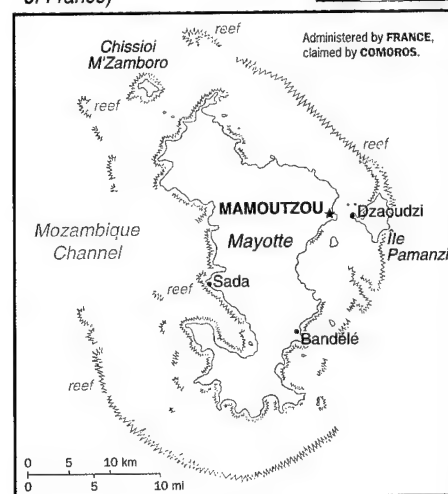 of France)
Administered by FRANCE,
claimed by COMOROS.
Chissioi
M'Zamboro
reef
reef
reef
MAMOUTZOU
Dzaoudzi
Mozambique
Channel
Mayotte
Île
Pamanzi
reef
Sada
Bandélé
reef
0 5 10 km
0 5 10 mi